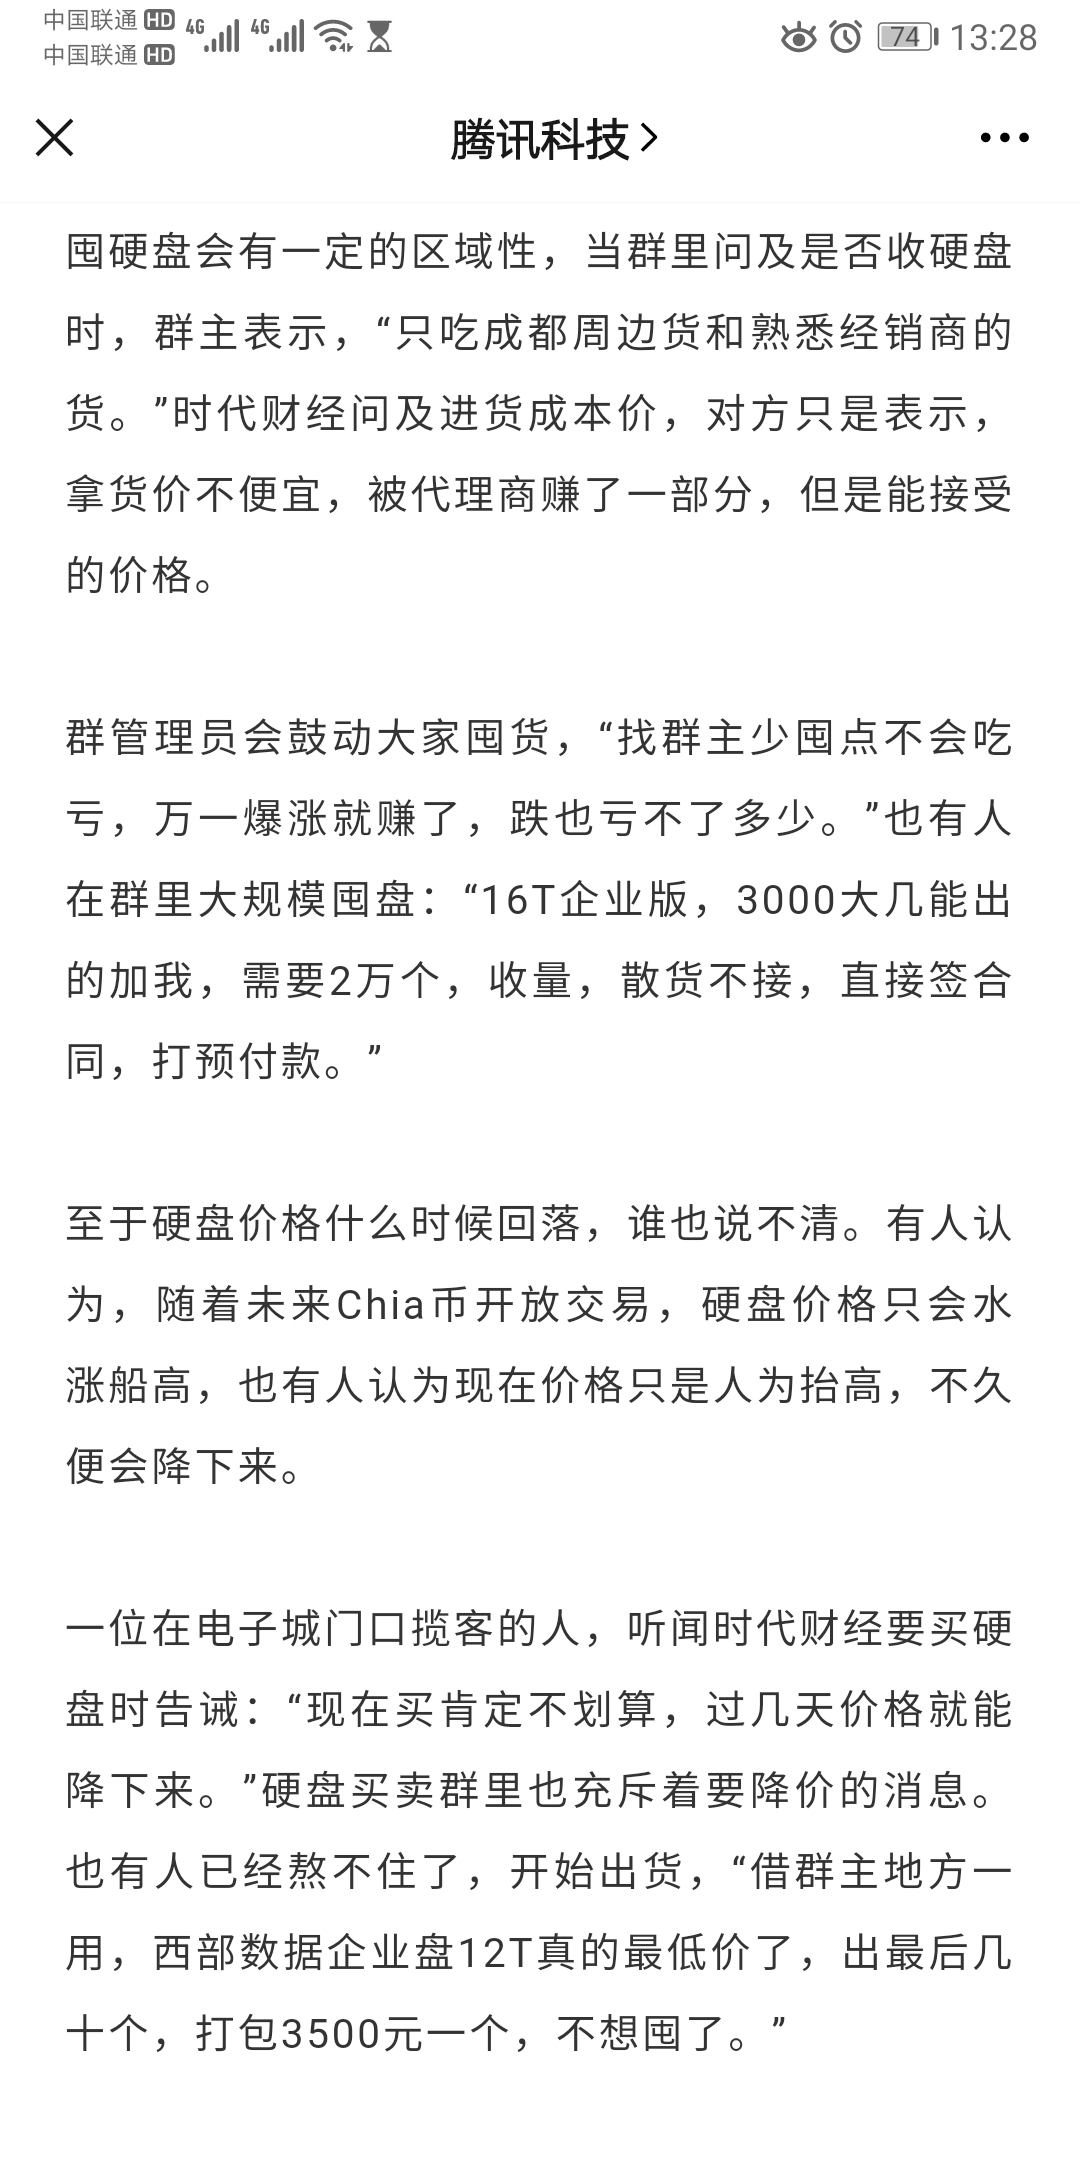 中国联通 HD 4G 4G 74 13:28
中国联通 HD
腾讯科技
囤硬盘会有一定的区域性，当群里问及是否收硬盘
时，群主表示，“只吃成都周边货和熟悉经销商的
货。”时代财经问及进货成本价，对方只是表示，
拿货价不便宜，被代理商赚了一部分，但是能接受
的价格。
群管理员会鼓动大家囤货，“找群主少囤点不会吃
亏，万一爆涨就赚了，跌也亏不了多少。”也有人
在群里大规模囤盘：“16T企业版，3000大几能出
的加我，需要2万个，收量，散货不接，直接签合
同，打预付款。”
至于硬盘价格什么时候回落，谁也说不清。有人认
为，随着未来Chia币开放交易，硬盘价格只会水
涨船高，也有人认为现在价格只是人为抬高，不久
便会降下来。
一位在电子城门口揽客的人，听闻时代财经要买硬
盘时告诫：“现在买肯定不划算，过几天价格就能
降下来。”硬盘买卖群里也充斥着要降价的消息。
也有人已经熬不住了，开始出货，“借群主地方一
用，西部数据企业盘12T真的最低价了，出最后几
十个，打包3500元一个，不想囤了。”